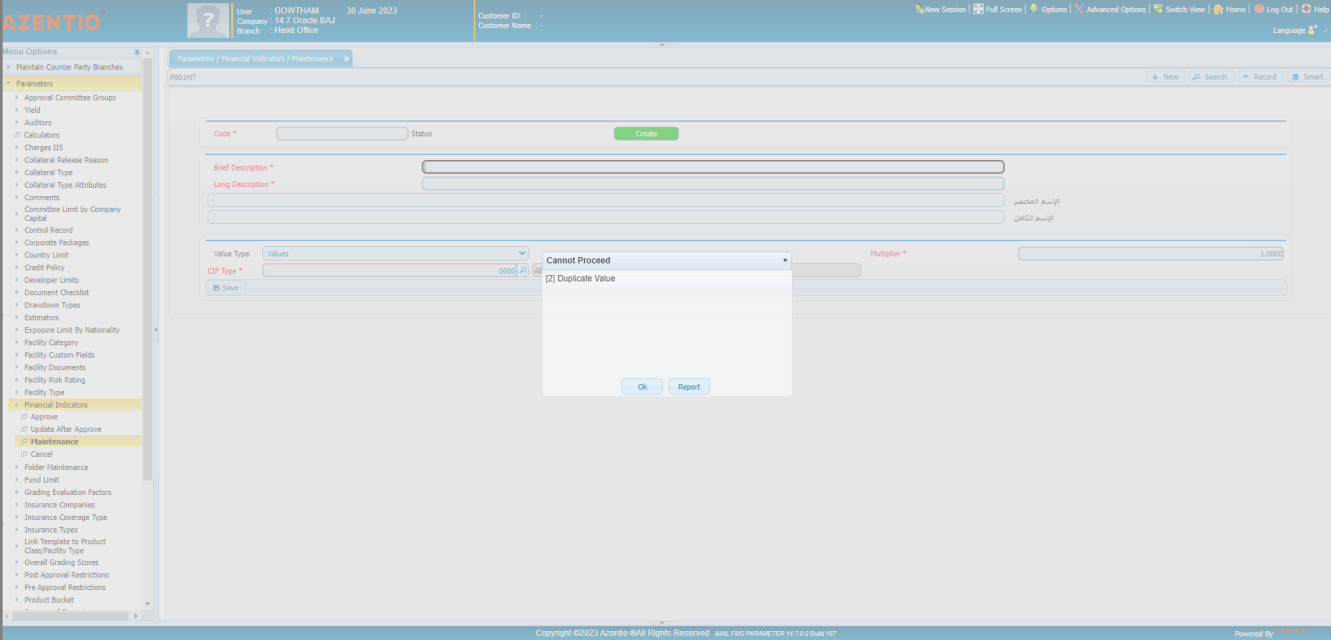 AZENTIO
User : GOWTHAM 30 June 2023
Company : 14.7 Oracle BAJ
Branch : Head Office
Customer ID : -
Customer Name : -
New Session | Full Screen | Options | Advanced Options | Switch View | Home | Log Out | Help
Language
Menu Options
Maintain Counter Party Branches
Parameters
Approval Committee Groups
Yield
Auditors
Calculators
Charges IIS
Collateral Release Reason
Collateral Type
Collateral Type Attributes
Comments
Committee Limit by Company
Capital
Control Record
Corporate Packages
Country Limit
Credit Policy
Developer Limits
Document Checklist
Drawdown Types
Estimators
Exposure Limit By Nationality
Facility Category
Facility Custom Fields
Facility Documents
Facility Risk Rating
Facility Type
Financial Indicators
Approve
Update After Approve
Maintenance
Cancel
Folder Maintenance
Fund Limit
Grading Evaluation Factors
Insurance Companies
Insurance Coverage Type
Insurance Types
Link Template to Product
Class/Facility Type
Overall Grading Scores
Post Approval Restrictions
Pre Approval Restrictions
Product Bucket
Parameters / Financial Indicators / Maintenance ×
P001MT
+ New Search Record Smart
Code * Status Create
Brief Description *
Long Description *
الإسم المختصر
الإسم الكامل
Value Type Values Multiplier * 1.0000
CIF Type * 0000 All
Save
Cannot Proceed ×
[2] Duplicate Value
Ok Report
Copyright ©2023 Azentio ®All Rights Reserved iMAL FMS PARAMETER 14.7.0.0 Build 187
Powered By